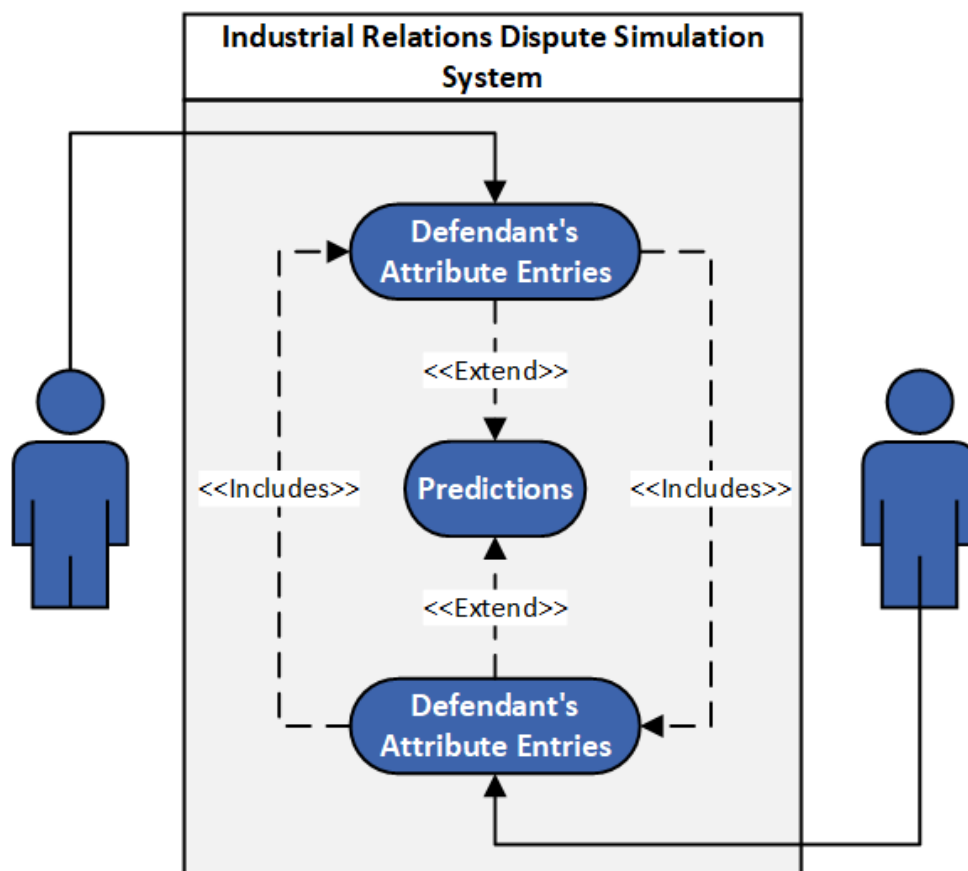 Industrial Relations Dispute Simulation
System
Defendant's
Attribute Entries
<<Extend>>
<<Includes>>
Predictions
<<Includes>>
<<Extend>>
Defendant's
Attribute Entries